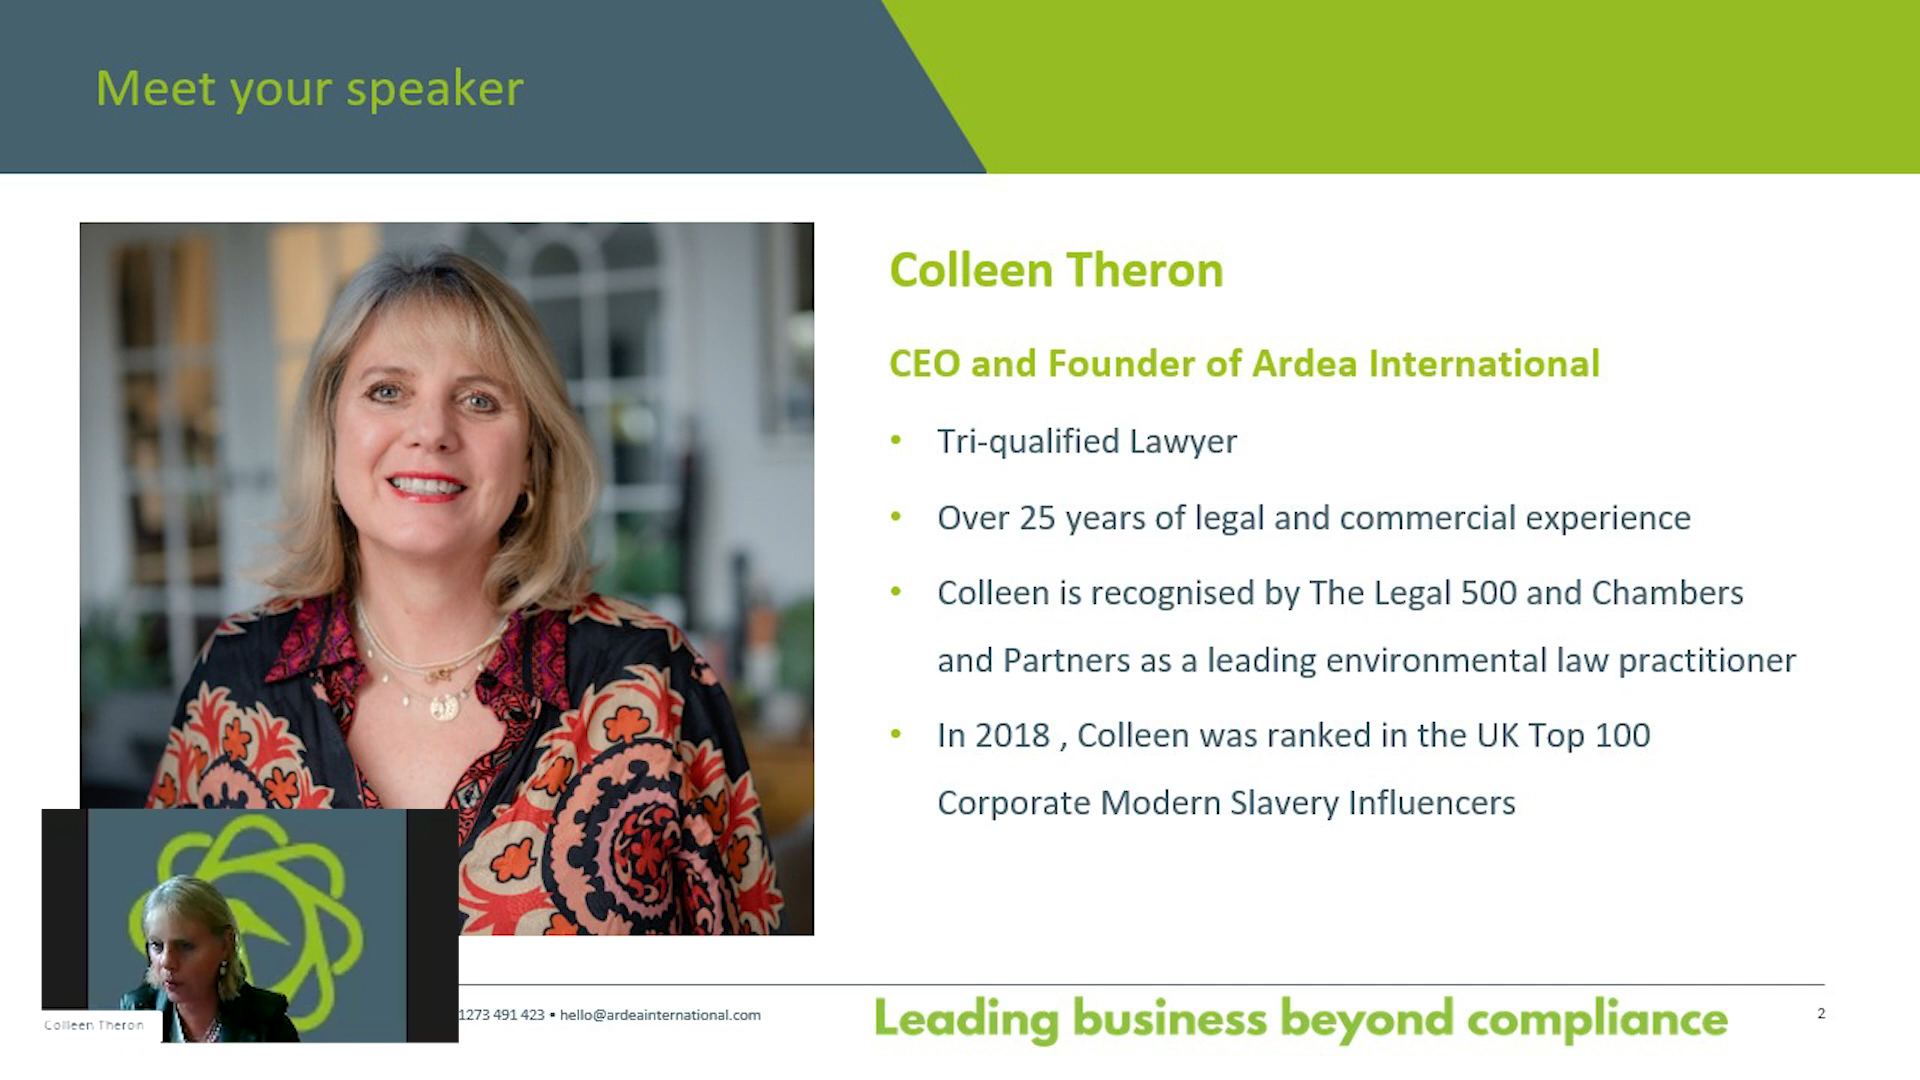 Meet your speaker
Colleen Theron
CEO and Founder of Ardea International
• Tri-qualified Lawyer
• Over 25 years of legal and commercial experience
• Colleen is recognised by The Legal 500 and Chambers
and Partners as a leading environmental law practitioner
• In 2018 , Colleen was ranked in the UK Top 100
Corporate Modern Slavery Influencers
Colleen Theron
1273 491 423 • hello@ardeainternational.com
Leading business beyond compliance
2